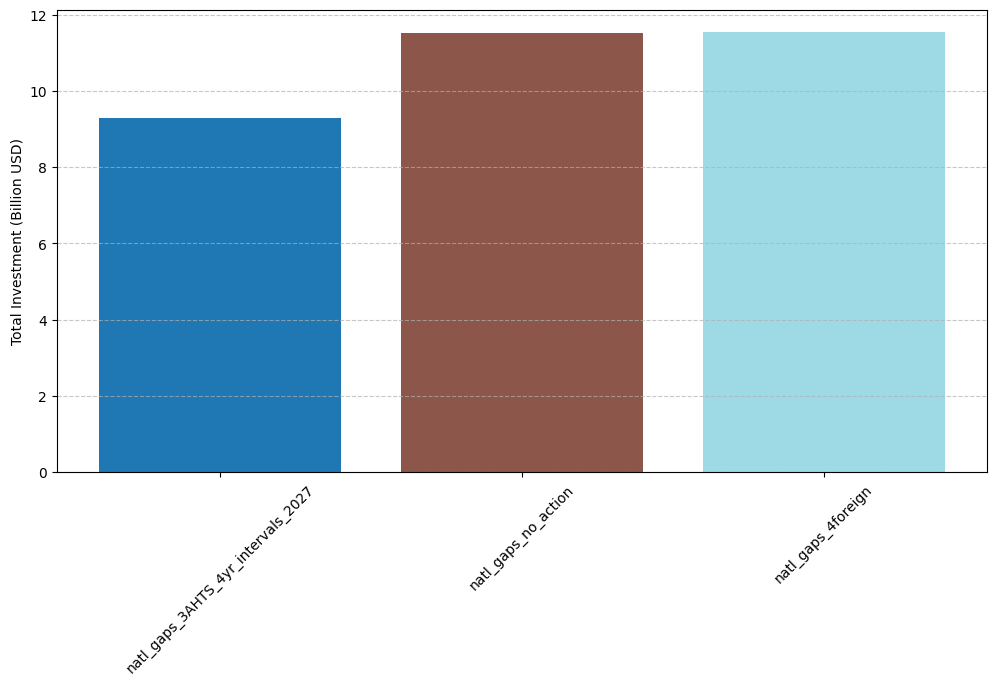 Total Investment (Billion USD)
12
10
8
6
4
2
0
natl_gaps_3AHTS_4yr_intervals_2027
natl_gaps_no_action
natl_gaps_4foreign